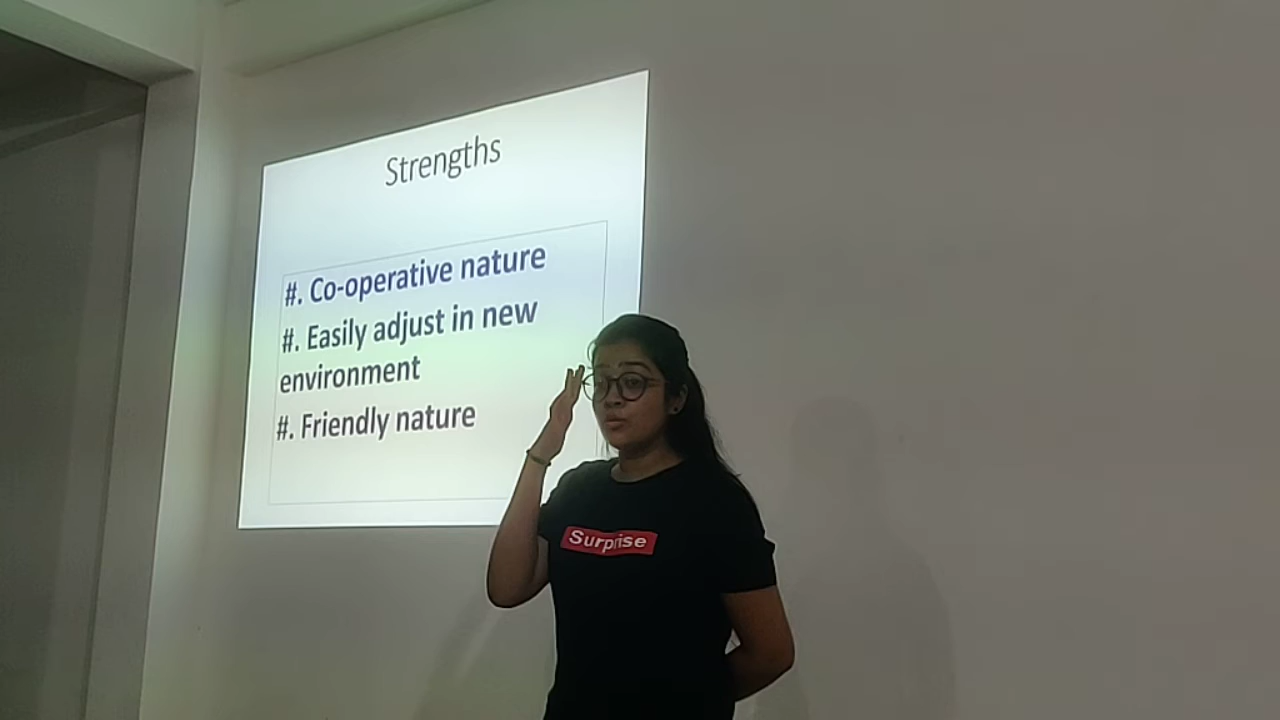 Strengths
#. Co-operative nature
#. Easily adjust in new
environment
#. Friendly nature
Surprise